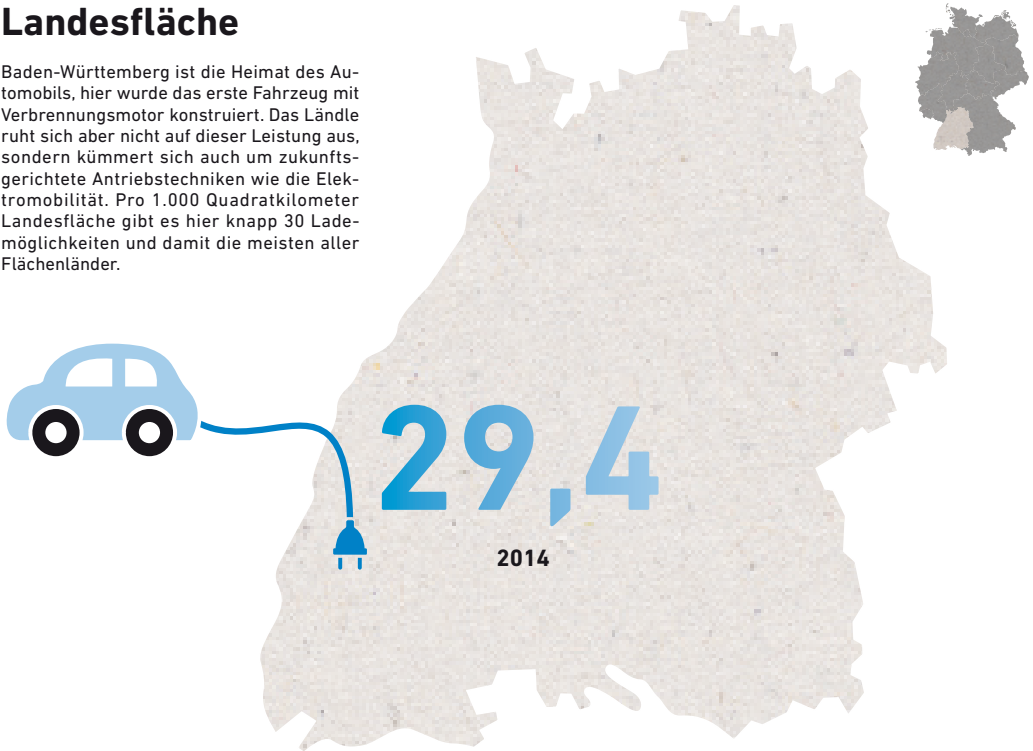 Landesfläche
Baden-Württemberg ist die Heimat des Au-
tomobils, hier wurde das erste Fahrzeug mit
Verbrennungsmotor konstruiert. Das Ländle
ruht sich aber nicht auf dieser Leistung aus,
sondern kümmert sich auch um zukunfts-
gerichtete Antriebstechniken wie die Elek-
tromobilität. Pro 1.000 Quadratkilometer
Landesfläche gibt es hier knapp 30 Lade-
möglichkeiten und damit die meisten aller
Flächenländer.
29,4
2014